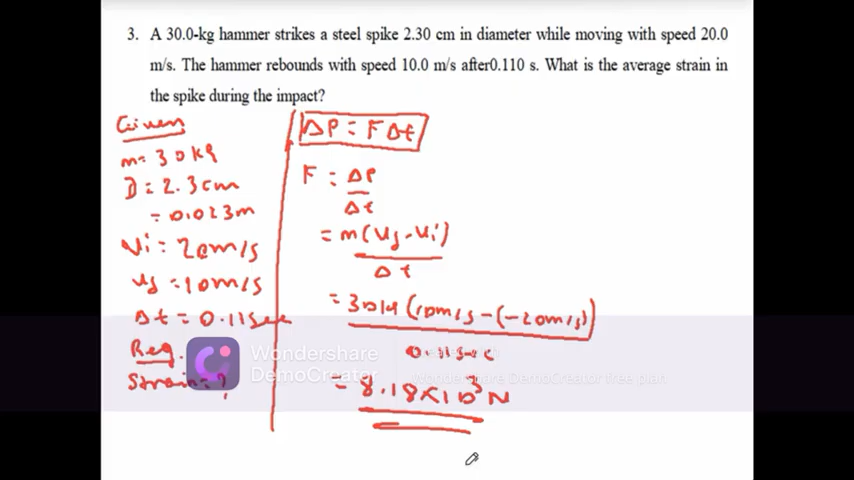 3. A 30.0-kg hammer strikes a steel spike 2.30 cm in diameter while moving with speed 20.0
m/s. The hammer rebounds with speed 10.0 m/s after0.110 s. What is the average strain in
the spike during the impact?
Given
m = 30kg
D = 2.3cm
= 0.023m
Vi = 20m/s
vf = 10m/s
Δt = 0.11sec
Req.
Strain = ?
ΔP = FΔt
F = ΔP
Δt
= m(vf - vi)
Δt
= 30kg (10m/s - (-20m/s))
0.11sec
= 8.18×10³N
Wondershare
DemoCreator
Wondershare DemoCreator free plan